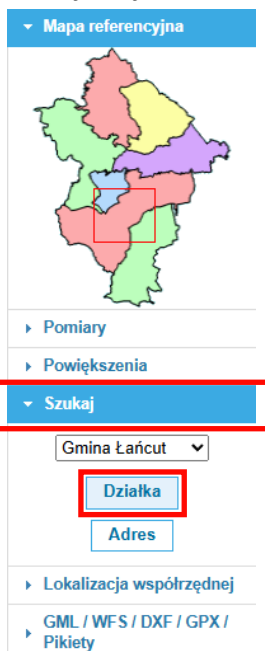 Mapa referencyjna
Pomiary
Powiększenia
Szukaj
Gmina Łańcut
Działka
Adres
Lokalizacja współrzędnej
GML / WFS / DXF / GPX /
Pikiety